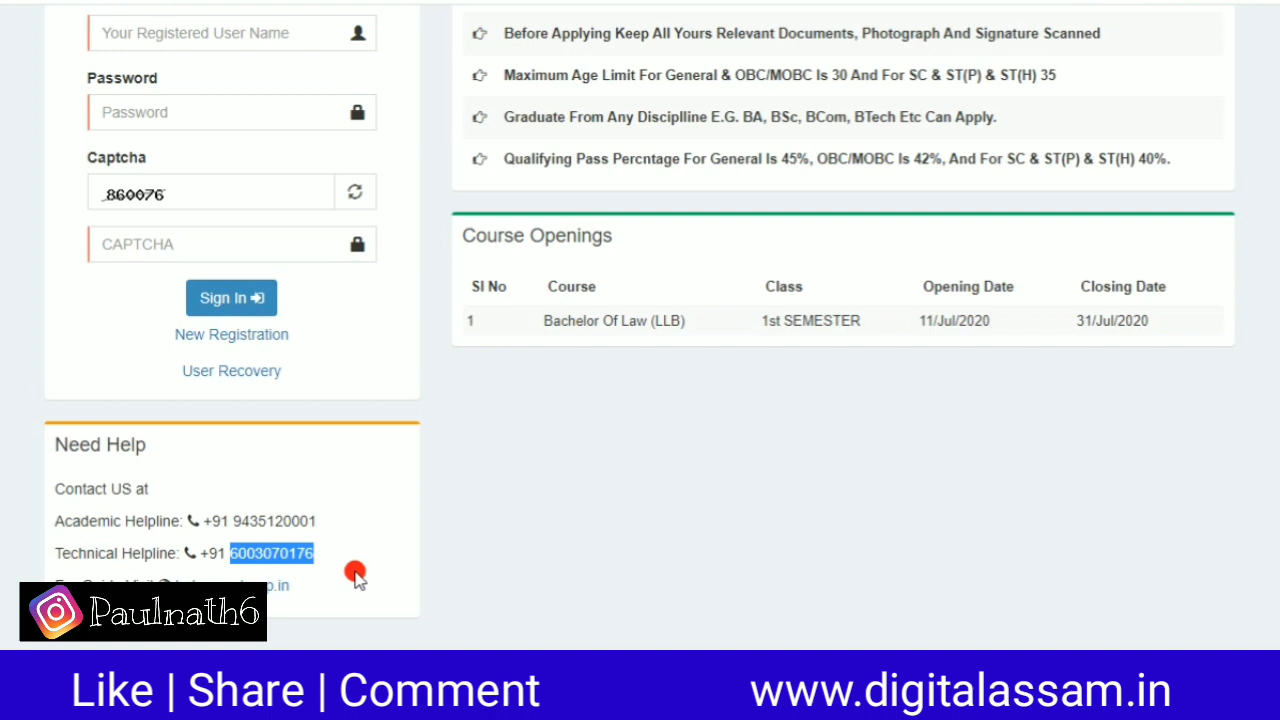 Your Registered User Name
Password
Password
Captcha
860076
CAPTCHA
Sign In
New Registration
User Recovery
Need Help
Contact US at
Academic Helpline: +91 9435120001
Technical Helpline: +91 6003070176
p.in
Paulnath6
Before Applying Keep All Yours Relevant Documents, Photograph And Signature Scanned
Maximum Age Limit For General & OBC/MOBC Is 30 And For SC & ST(P) & ST(H) 35
Graduate From Any Disciplline E.G. BA, BSc, BCom, BTech Etc Can Apply.
Qualifying Pass Percntage For General Is 45%, OBC/MOBC Is 42%, And For SC & ST(P) & ST(H) 40%.
Course Openings
Sl No Course Class Opening Date Closing Date
1 Bachelor Of Law (LLB) 1st SEMESTER 11/Jul/2020 31/Jul/2020
Like | Share | Comment
www.digitalassam.in